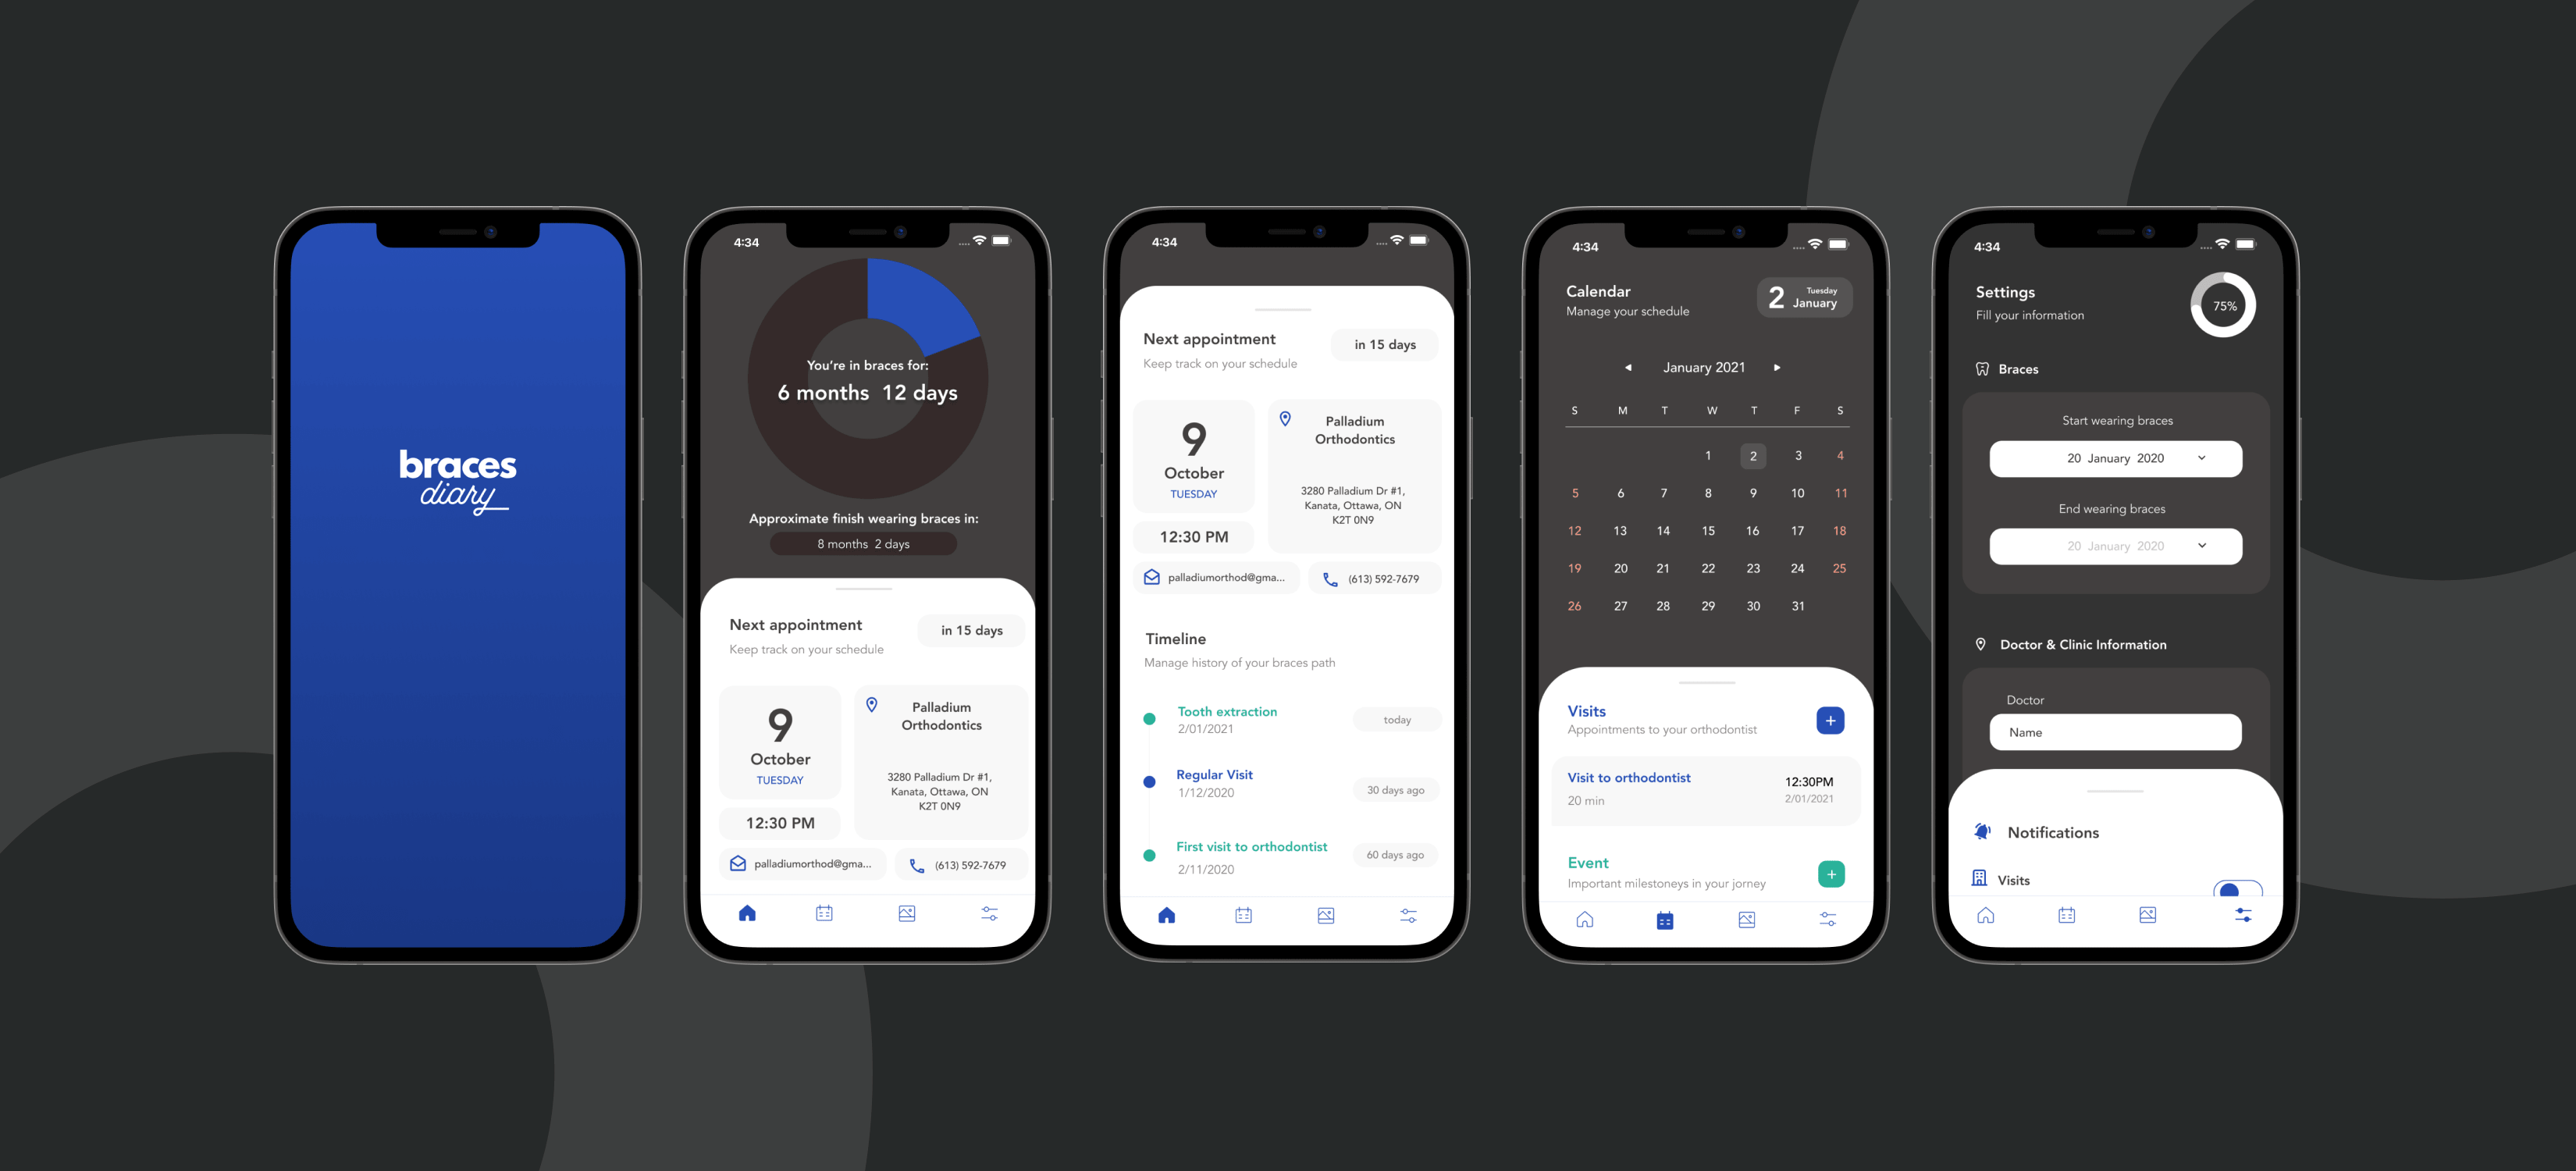 braces
diary
4:34
You're in braces for:
6 months 12 days
Approximate finish wearing braces in:
8 months 2 days
Next appointment
in 15 days
Keep track on your schedule
9
October
TUESDAY
12:30 PM
Palladium
Orthodontics
3280 Palladium Dr #1,
Kanata, Ottawa, ON
K2T 0N9
palladiumorthod@gma...
(613) 592-7679
4:34
Next appointment
in 15 days
Keep track on your schedule
9
October
TUESDAY
12:30 PM
Palladium
Orthodontics
3280 Palladium Dr #1,
Kanata, Ottawa, ON
K2T 0N9
palladiumorthod@gma...
(613) 592-7679
Timeline
Manage history of your braces path
Tooth extraction
2/01/2021
today
Regular Visit
1/12/2020
30 days ago
First visit to orthodontist
2/11/2020
60 days ago
4:34
Calendar
Manage your schedule
2 Tuesday
January
January 2021
S M T W T F S
1 2 3 4
5 6 7 8 9 10 11
12 13 14 15 16 17 18
19 20 21 22 23 24 25
26 27 28 29 30 31
Visits
Appointments to your orthodontist
Visit to orthodontist
20 min
12:30PM
2/01/2021
Event
Important milestoneys in your jorney
4:34
Settings
Fill your information
75%
Braces
Start wearing braces
20 January 2020
End wearing braces
20 January 2020
Doctor & Clinic Information
Doctor
Name
Notifications
Visits